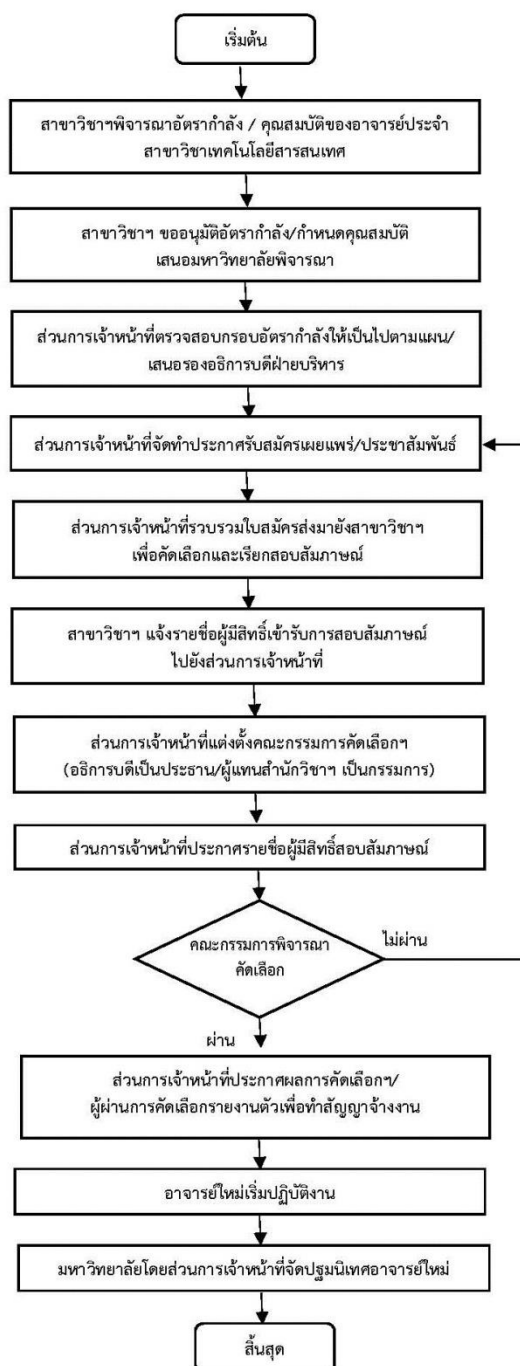 เริ่มต้น
สาขาวิชาฯพิจารณาอัตรากำลัง / คุณสมบัติของอาจารย์ประจำ
สาขาวิชาเทคโนโลยีสารสนเทศ
สาขาวิชาฯ ขออนุมัติอัตรากำลัง/กำหนดคุณสมบัติ
เสนอมหาวิทยาลัยพิจารณา
ส่วนการเจ้าหน้าที่ตรวจสอบกรอบอัตรากำลังให้เป็นไปตามแผน/
เสนอรองอธิการบดีฝ่ายบริหาร
ส่วนการเจ้าหน้าที่จัดทำประกาศรับสมัครเผยแพร่/ประชาสัมพันธ์
ส่วนการเจ้าหน้าที่รวบรวมใบสมัครส่งมายังสาขาวิชาฯ
เพื่อคัดเลือกและเรียกสอบสัมภาษณ์
สาขาวิชาฯ แจ้งรายชื่อผู้มีสิทธิ์เข้ารับการสอบสัมภาษณ์
ไปยังส่วนการเจ้าหน้าที่
ส่วนการเจ้าหน้าที่แต่งตั้งคณะกรรมการคัดเลือกฯ
(อธิการบดีเป็นประธาน/ผู้แทนสำนักวิชาฯ เป็นกรรมการ)
ส่วนการเจ้าหน้าที่ประกาศรายชื่อผู้มีสิทธิ์สอบสัมภาษณ์
คณะกรรมการพิจารณา
คัดเลือก
ไม่ผ่าน
ผ่าน
ส่วนการเจ้าหน้าที่ประกาศผลการคัดเลือกฯ/
ผู้ผ่านการคัดเลือกรายงานตัวเพื่อทำสัญญาจ้างงาน
อาจารย์ใหม่เริ่มปฏิบัติงาน
มหาวิทยาลัยโดยส่วนการเจ้าหน้าที่จัดปฐมนิเทศอาจารย์ใหม่
สิ้นสุด